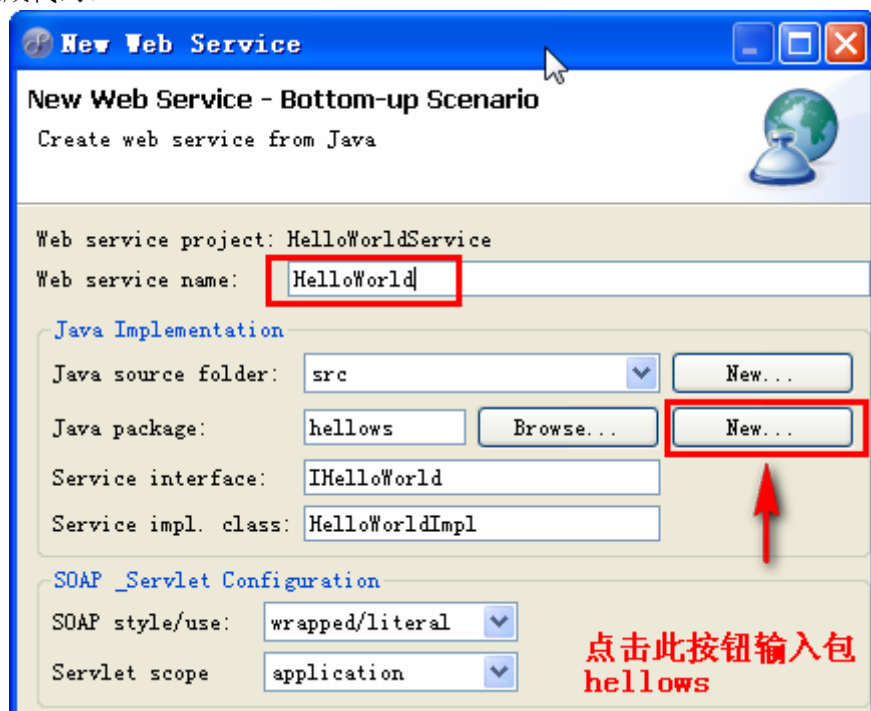 New Web Service
New Web Service - Bottom-up Scenario
Create web service from Java
Web service project: HelloWorldService
Web service name: HelloWorld
Java Implementation
Java source folder: src New...
Java package: hellows Browse... New...
Service interface: IHelloWorld
Service impl. class: HelloWorldImpl
SOAP _Servlet Configuration
SOAP style/use: wrapped/literal
Servlet scope application
点击此按钮输入包
hellows